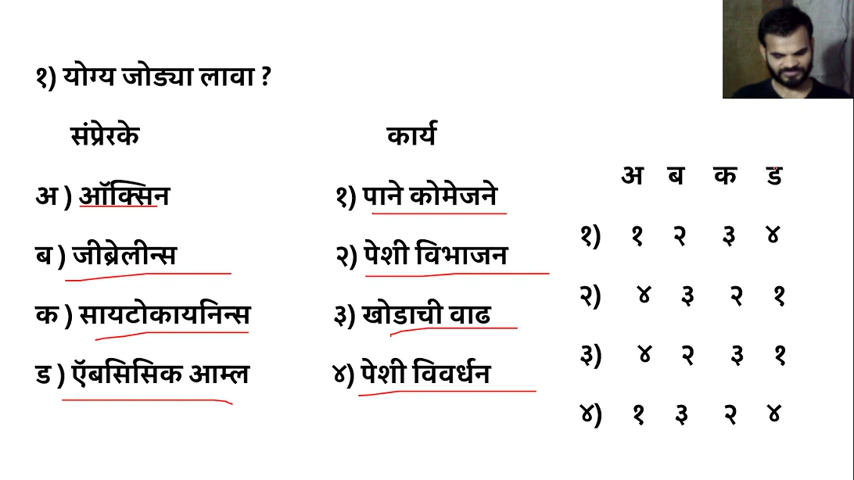 १) योग्य जोड्या लावा ?
संप्रेरके कार्य
अ ब क ड
अ ) ऑक्सिन १) पाने कोमेजने
१) १ २ ३ ४
ब ) जीब्रेलीन्स २) पेशी विभाजन
२) ४ ३ २ १
क ) सायटोकायनिन्स ३) खोडाची वाढ
३) ४ २ ३ १
ड ) ऍबसिसिक आम्ल ४) पेशी विवर्धन
४) १ ३ २ ४